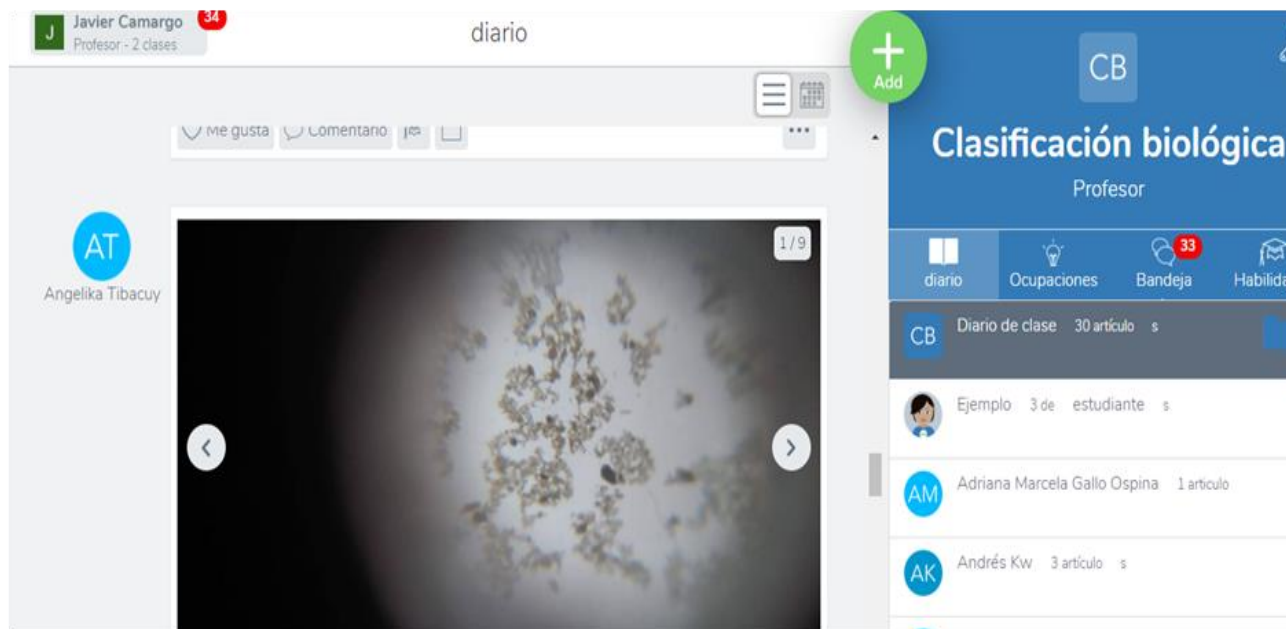 J
Javier Camargo
34
Profesor - 2 clases
diario
Add
Me gusta
Comentario
...
AT
Angelika Tibacuy
1/9
CB
Clasificación biológica
Profesor
diario
Ocupaciones
33
Bandeja
CB
Diario de clase 30 artículo s
Ejemplo 3 de estudiante s
AM
Adriana Marcela Gallo Ospina 1 articulo
AK
Andrés Kw 3 artículo s